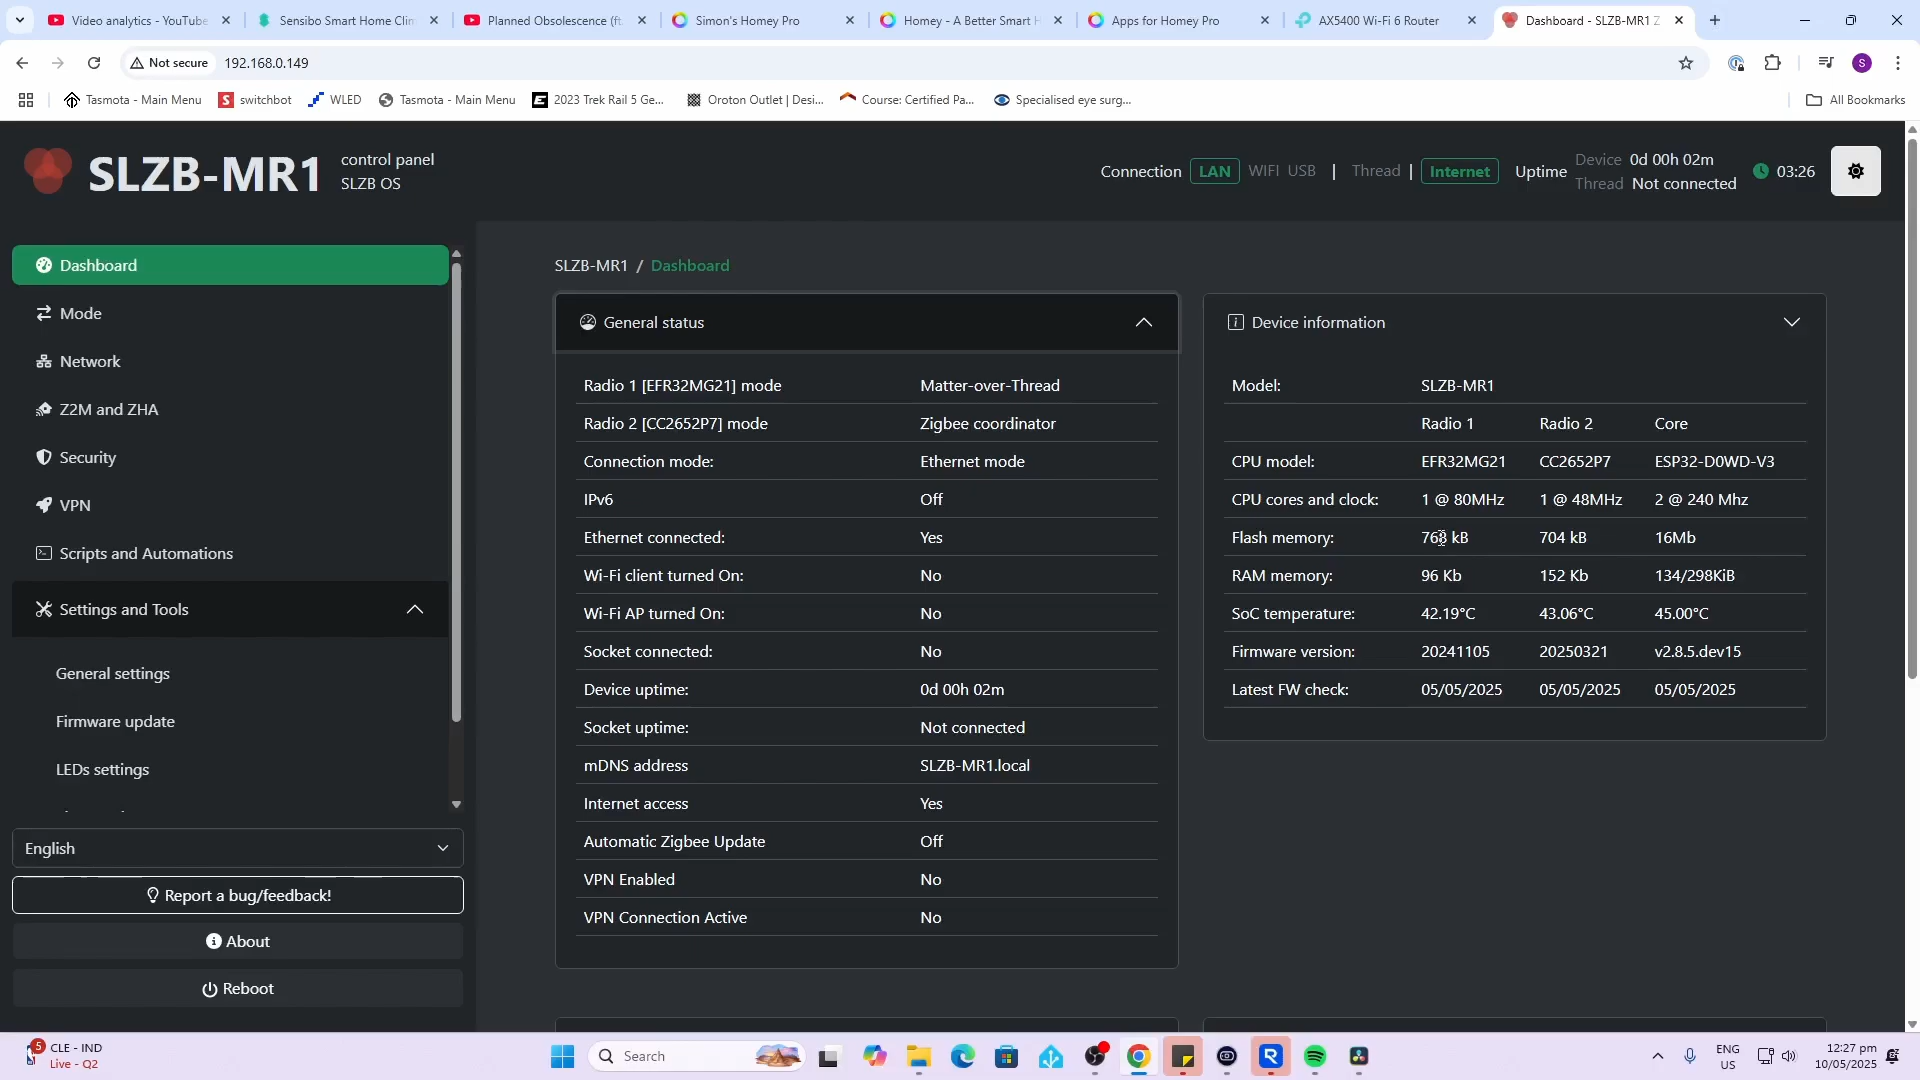 Video analytics - YouTube
Sensibo Smart Home Clim
Planned Obsolescence (ft
Simon's Homey Pro
Homey - A Better Smart H
Apps for Homey Pro
AX5400 Wi-Fi 6 Router
Dashboard - SLZB-MR1 Z
Not secure
192.168.0.149
S
Tasmota - Main Menu
switchbot
WLED
Tasmota - Main Menu
2023 Trek Rail 5 Ge...
Oroton Outlet | Desi...
Course: Certified Pa...
Specialised eye surg...
All Bookmarks
SLZB-MR1
control panel
SLZB OS
Connection LAN WIFI USB | Thread | Internet
Uptime
Device 0d 00h 02m
Thread Not connected
03:26
Dashboard
Mode
Network
Z2M and ZHA
Security
VPN
Scripts and Automations
Settings and Tools
General settings
Firmware update
LEDs settings
English
Report a bug/feedback!
About
Reboot
SLZB-MR1 / Dashboard
General status
Radio 1 [EFR32MG21] mode Matter-over-Thread
Radio 2 [CC2652P7] mode Zigbee coordinator
Connection mode: Ethernet mode
IPv6 Off
Ethernet connected: Yes
Wi-Fi client turned On: No
Wi-Fi AP turned On: No
Socket connected: No
Device uptime: 0d 00h 02m
Socket uptime: Not connected
mDNS address SLZB-MR1.local
Internet access Yes
Automatic Zigbee Update Off
VPN Enabled No
VPN Connection Active No
Device information
Model: SLZB-MR1
Radio 1 Radio 2 Core
CPU model: EFR32MG21 CC2652P7 ESP32-D0WD-V3
CPU cores and clock: 1 @ 80MHz 1 @ 48MHz 2 @ 240 Mhz
Flash memory: 768 kB 704 kB 16Mb
RAM memory: 96 Kb 152 Kb 134/298KiB
SoC temperature: 42.19°C 43.06°C 45.00°C
Firmware version: 20241105 20250321 v2.8.5.dev15
Latest FW check: 05/05/2025 05/05/2025 05/05/2025
5
CLE - IND
Live - Q2
Search
ENG
US
12:27 pm
10/05/2025